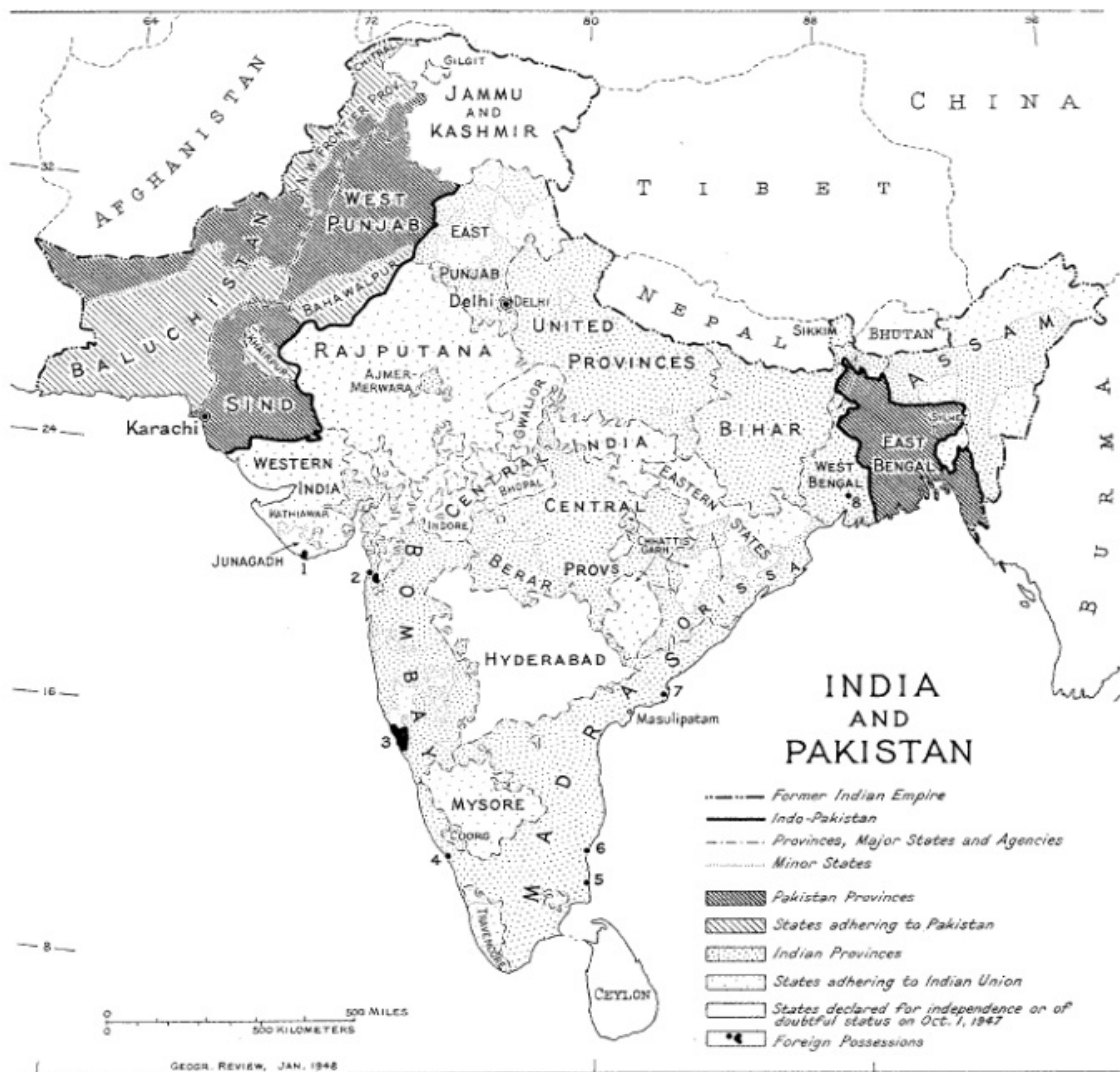 64
72
80
88
96
CHITRAL
GILGIT
N.W. FRONTIER PROV.
JAMMU
AND
KASHMIR
CHINA
AFGHANISTAN
TIBET
32
WEST
PUNJAB
EAST
PUNJAB
BALUCHISTAN
BAHAWALPUR
Delhi
DELHI
UNITED
PROVINCES
NEPAL
SIKKIM
BHUTAN
ASSAM
KHAIRPUR
RAJPUTANA
AJMER-
MERWARA
SIND
Karachi
24
GWALIOR
BIHAR
WESTERN
INDIA
CENTRAL
INDIA
BHOPAL
INDORE
EASTERN
STATES
WEST
BENGAL
8
EAST
BENGAL
BURMA
KATHIAWAR
JUNAGADH
1
2
CENTRAL
PROVS
BERAR
CHHATTIS
GARH
ORISSA
BOMBAY
HYDERABAD
16
7
Masulipatam
3
MADRAS
MYSORE
COORG
4
6
5
TRAVENCORE
8
CEYLON
INDIA
AND
PAKISTAN
Former Indian Empire
Indo-Pakistan
Provinces, Major States and Agencies
Minor States
Pakistan Provinces
States adhering to Pakistan
Indian Provinces
States adhering to Indian Union
States declared for independence or of
doubtful status on Oct. 1, 1947
Foreign Possessions
0 500 MILES
0 500 KILOMETERS
GEOGR. REVIEW, JAN. 1948